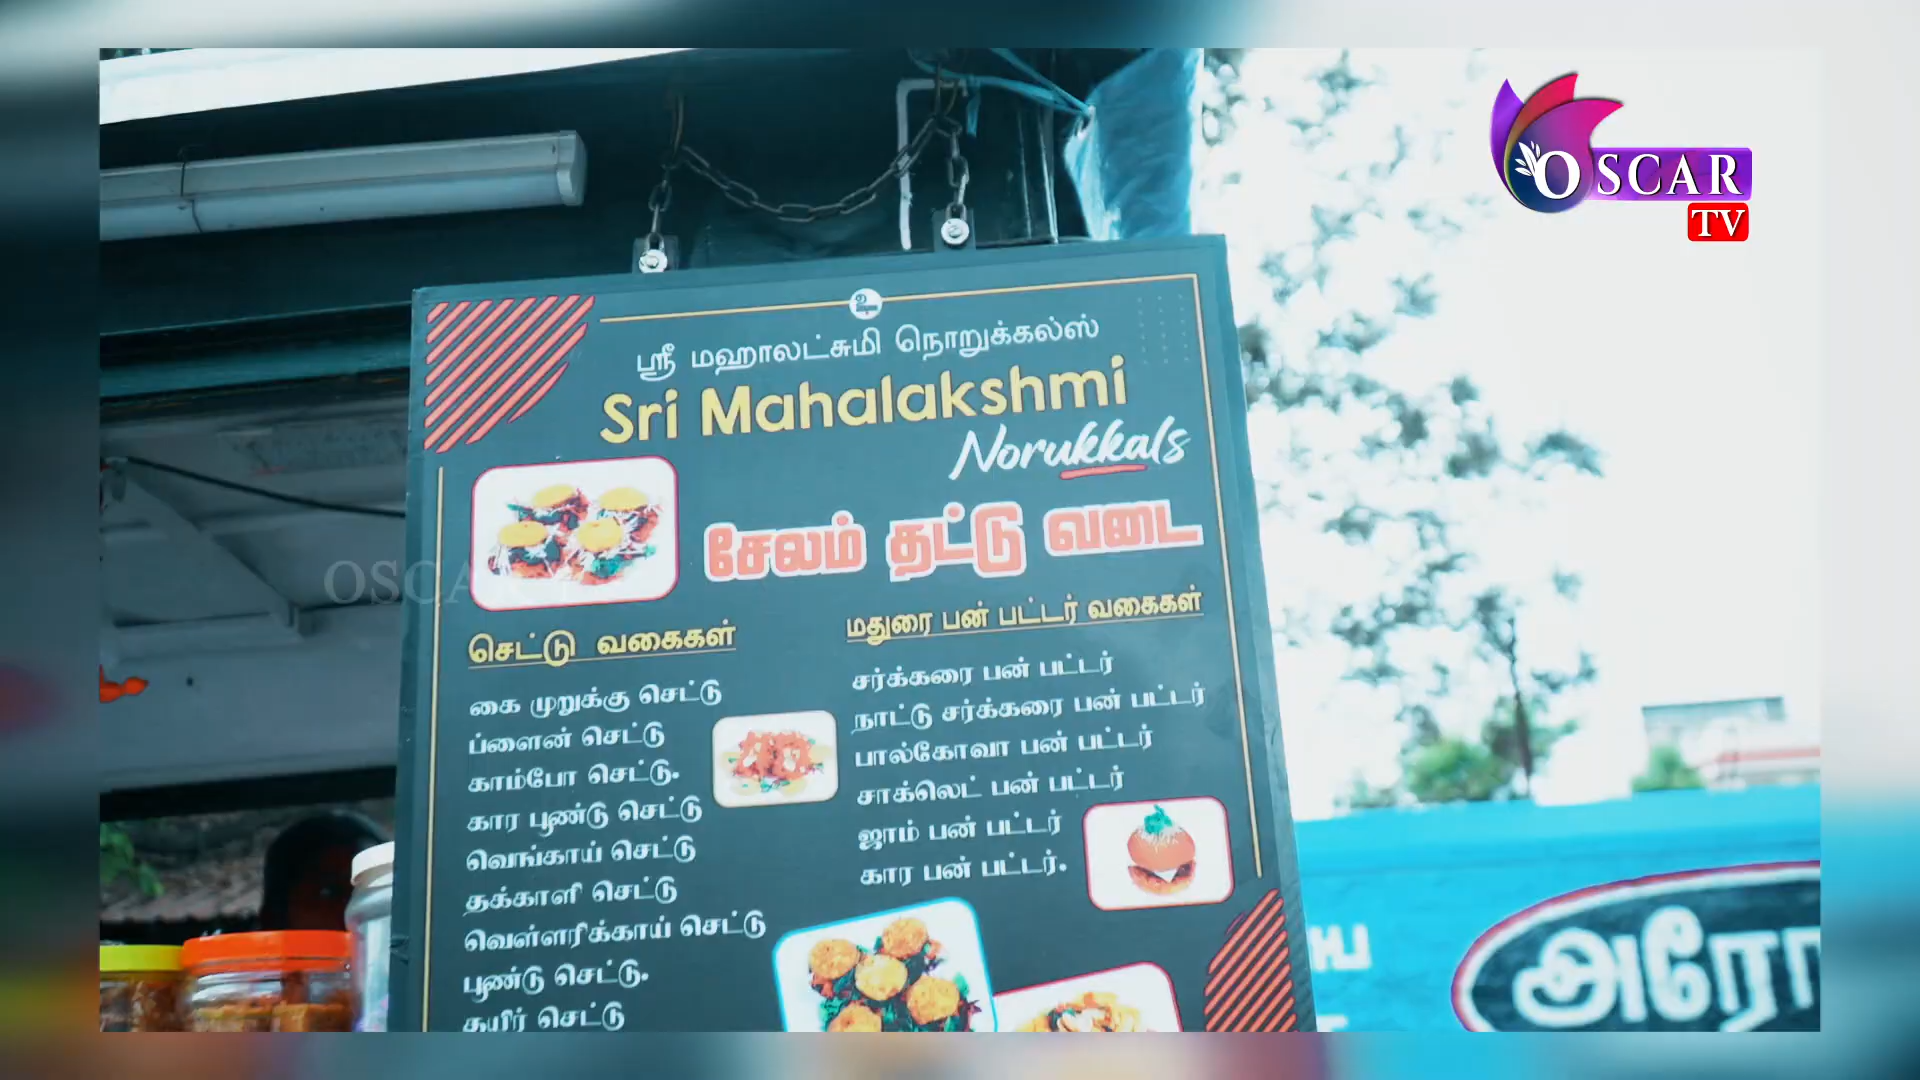 OSCAR
TV
ஸ்ரீ மஹாலட்சுமி நொறுக்கல்ஸ்
Sri Mahalakshmi
Norukkals
சேலம் தட்டு வடை
செட்டு வகைகள்
கை முறுக்கு செட்டு
ப்ளைன் செட்டு
காம்போ செட்டு.
கார பூண்டு செட்டு
வெங்காய் செட்டு
தக்காளி செட்டு
வெள்ளரிக்காய் செட்டு
பூண்டு செட்டு.
தயிர் செட்டு
மதுரை பன் பட்டர் வகைகள்
சர்க்கரை பன் பட்டர்
நாட்டு சர்க்கரை பன் பட்டர்
பால்கோவா பன் பட்டர்
சாக்லெட் பன் பட்டர்
ஜாம் பன் பட்டர்
கார பன் பட்டர்.
OSCAR